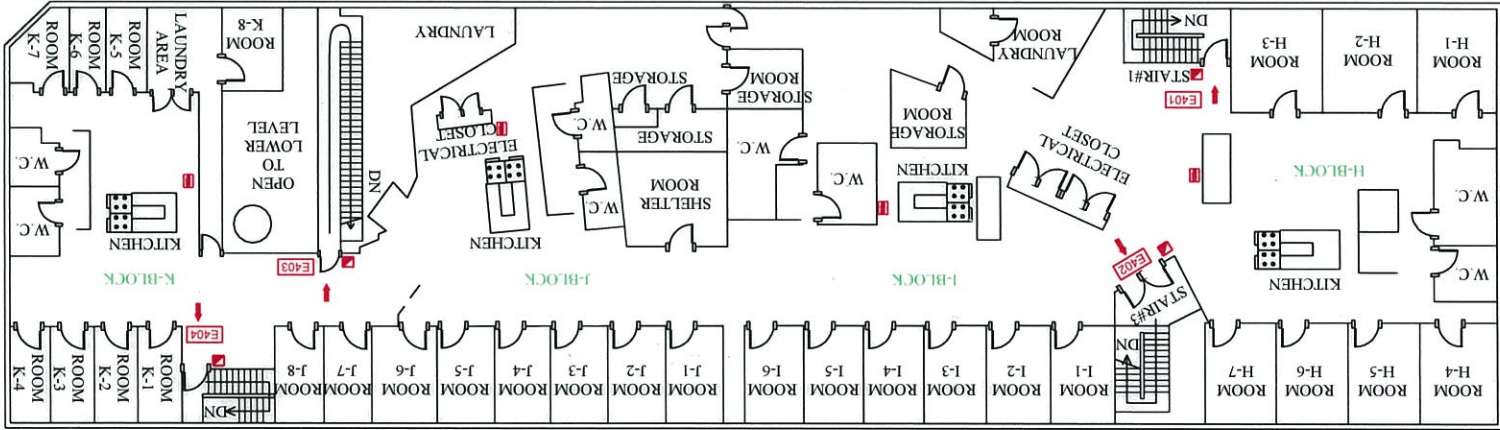 ROOM
H-4
ROOM
H-5
ROOM
H-6
ROOM
H-7
DN
STAIR#3
ROOM
I-1
ROOM
I-2
ROOM
I-3
ROOM
I-4
ROOM
I-5
ROOM
I-6
ROOM
J-1
ROOM
J-2
ROOM
J-3
ROOM
J-4
ROOM
J-5
ROOM
J-6
ROOM
J-7
ROOM
J-8
DN
ROOM
K-1
ROOM
K-2
ROOM
K-3
ROOM
K-4
E404
E402
E403
KITCHEN
H-BLOCK
I-BLOCK
J-BLOCK
K-BLOCK
W.C.
W.C.
ELECTRICAL
CLOSET
KITCHEN
W.C.
STORAGE
ROOM
W.C.
SHELTER
ROOM
W.C.
W.C.
KITCHEN
ELECTRICAL
CLOSET
DN
OPEN
TO
LOWER
LEVEL
KITCHEN
W.C.
W.C.
E401
STAIR#1
DN
ROOM
H-1
ROOM
H-2
ROOM
H-3
LAUNDRY
ROOM
STORAGE
ROOM
STORAGE
STORAGE
LAUNDRY
ROOM
K-8
LAUNDRY
AREA
ROOM
K-5
ROOM
K-6
ROOM
K-7